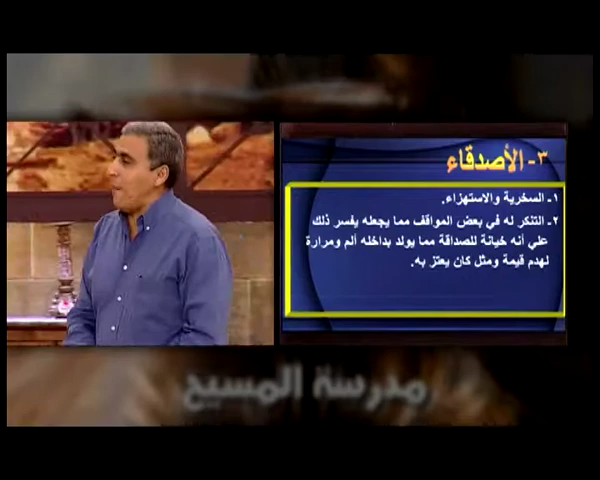 ٣- الأصدقاء
١- السخرية والاستهزاء.
٢- التنكر له في بعض المواقف مما يجعله يفسر ذلك
علي أنه خيانة للصداقة مما يولد بداخله ألم ومرارة
لهدم قيمة ومثل كان يعتز به.
مدرسة المسيح